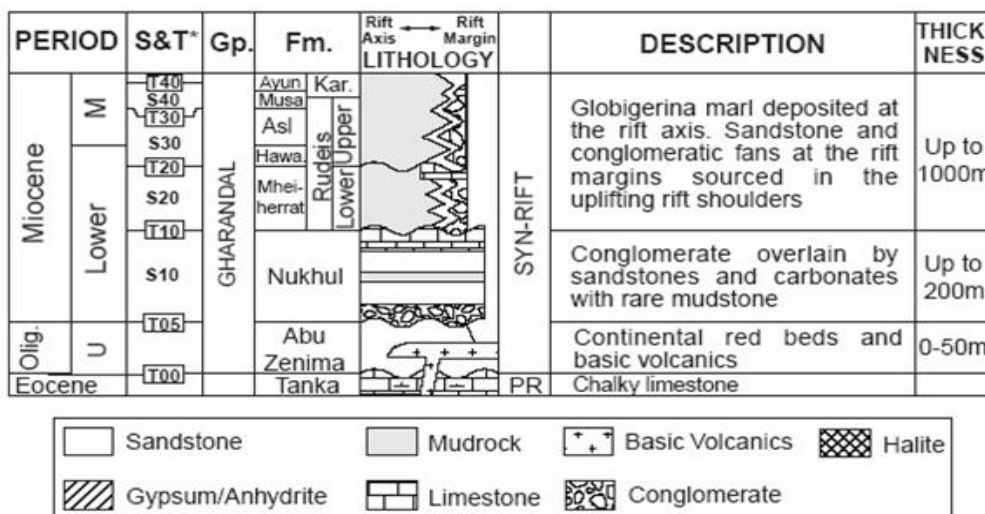 PERIOD S&T* Gp. Fm. Rift Axis Rift Margin LITHOLOGY DESCRIPTION THICK NESS
Miocene
M
Lower
Olig.
U
Eocene
T40
S40
T30
S30
T20
S20
T10
S10
T05
T00
GHARANDAL
Ayun Kar.
Musa
Asl
Hawa.
Mhei-
herrat
Rudeis
Upper
Lower
Nukhul
Abu
Zenima
Tanka
SYN-RIFT
PR
Globigerina marl deposited at
the rift axis. Sandstone and
conglomeratic fans at the rift
margins sourced in the
uplifting rift shoulders
Up to
1000m
Conglomerate overlain by
sandstones and carbonates
with rare mudstone
Up to
200m
Continental red beds and
basic volcanics
0-50m
Chalky limestone
Sandstone Mudrock Basic Volcanics Halite
Gypsum/Anhydrite Limestone Conglomerate